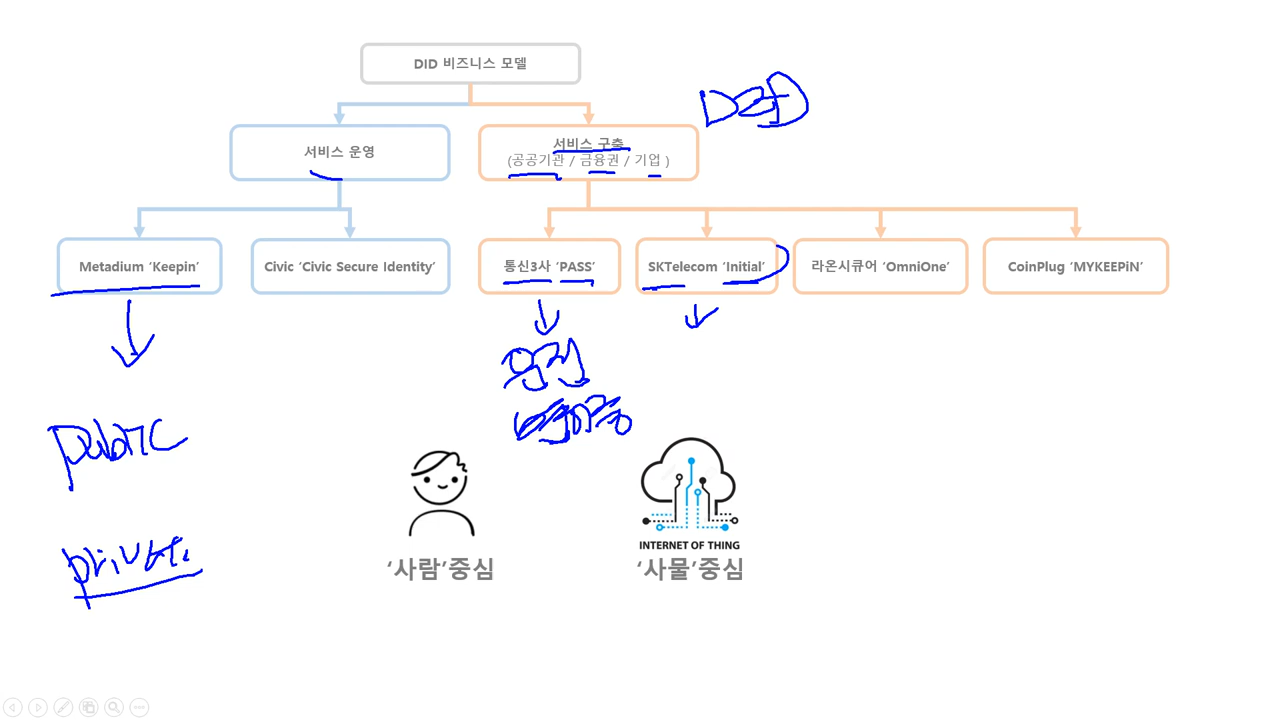 DID 비즈니스 모델
서비스 운영
서비스 구축
(공공기관 / 금융권 / 기업 )
Metadium ‘Keepin’
Civic ‘Civic Secure Identity’
통신3사 ‘PASS’
SKTelecom ‘Initial’
라온시큐어 ‘OmniOne’
CoinPlug ‘MYKEEPiN’
운전
public
private
INTERNET OF THING
‘사람’중심
‘사물’중심